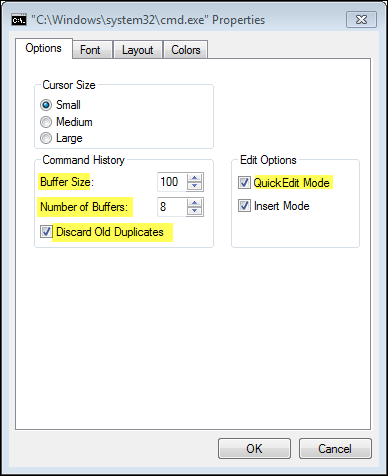 "C:\Windows\system32\cmd.exe" Properties
Options Font Layout Colors
Cursor Size
Small
Medium
Large
Command History
Buffer Size: 100
Number of Buffers: 8
Discard Old Duplicates
Edit Options
QuickEdit Mode
Insert Mode
OK Cancel